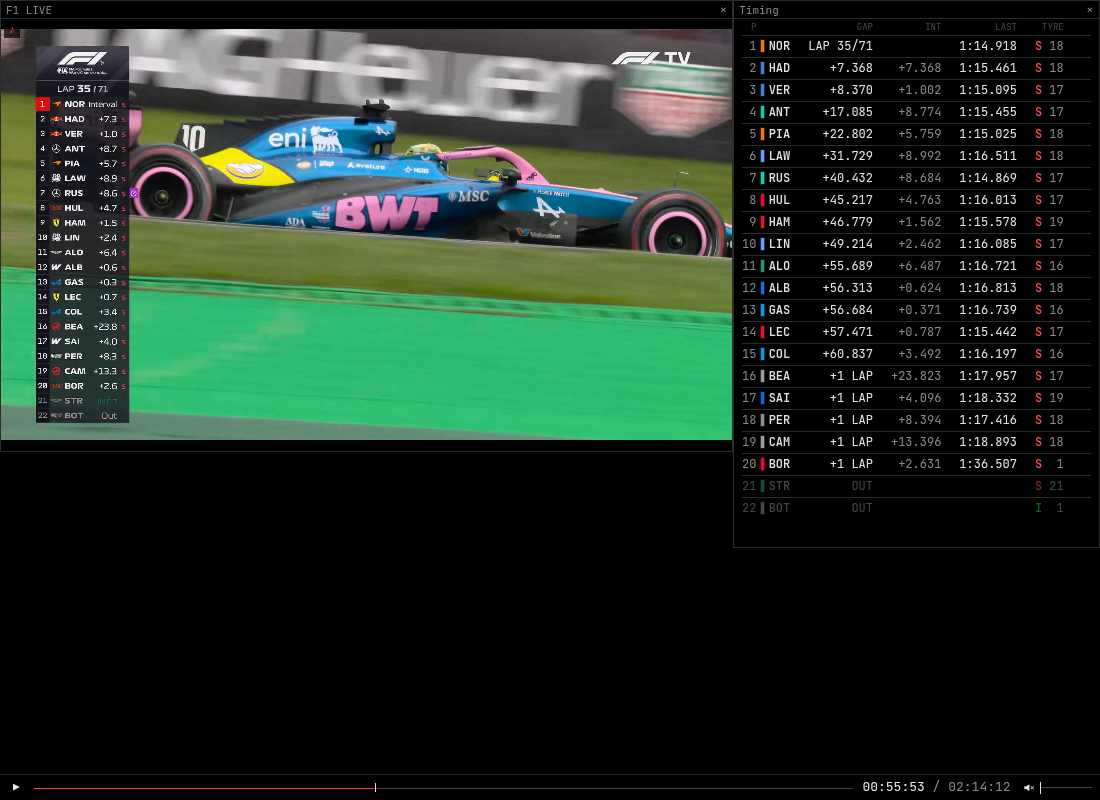 F1 LIVE ×
TAGHeuer
F1 TV
LAP 35 / 71
1 NOR Interval S
2 HAD +7.3 S
3 VER +1.0 S
4 ANT +8.7 S
5 PIA +5.7 S
6 LAW +8.9 S
7 RUS +8.6 S
8 HUL +4.7 S
9 HAM +1.5 S
10 LIN +2.4 S
11 ALO +6.4 S
12 ALB +0.6 S
13 GAS +0.3 S
14 LEC +0.7 S
15 COL +3.4 S
16 BEA +23.8 S
17 SAI +4.0 S
18 PER +8.3 S
19 CAM +13.3 S
20 BOR +2.6 S
21 STR
22 BOT Out
10
eni
avature
MSC
BWT
ADA
Valvoline
Timing ×
P GAP INT LAST TYRE
1 NOR LAP 35/71 1:14.918 S 18
2 HAD +7.368 +7.368 1:15.461 S 18
3 VER +8.370 +1.002 1:15.095 S 17
4 ANT +17.085 +8.774 1:15.455 S 17
5 PIA +22.802 +5.759 1:15.025 S 18
6 LAW +31.729 +8.992 1:16.511 S 18
7 RUS +40.432 +8.684 1:14.869 S 17
8 HUL +45.217 +4.763 1:16.013 S 17
9 HAM +46.779 +1.562 1:15.578 S 19
10 LIN +49.214 +2.462 1:16.085 S 17
11 ALO +55.689 +6.487 1:16.721 S 16
12 ALB +56.313 +0.624 1:16.813 S 18
13 GAS +56.684 +0.371 1:16.739 S 16
14 LEC +57.471 +0.787 1:15.442 S 17
15 COL +60.837 +3.492 1:16.197 S 16
16 BEA +1 LAP +23.823 1:17.957 S 17
17 SAI +1 LAP +4.096 1:18.332 S 19
18 PER +1 LAP +8.394 1:17.416 S 18
19 CAM +1 LAP +13.396 1:18.893 S 18
20 BOR +1 LAP +2.631 1:36.507 S 1
21 STR OUT S 21
22 BOT OUT I 1
00:55:53 / 02:14:12